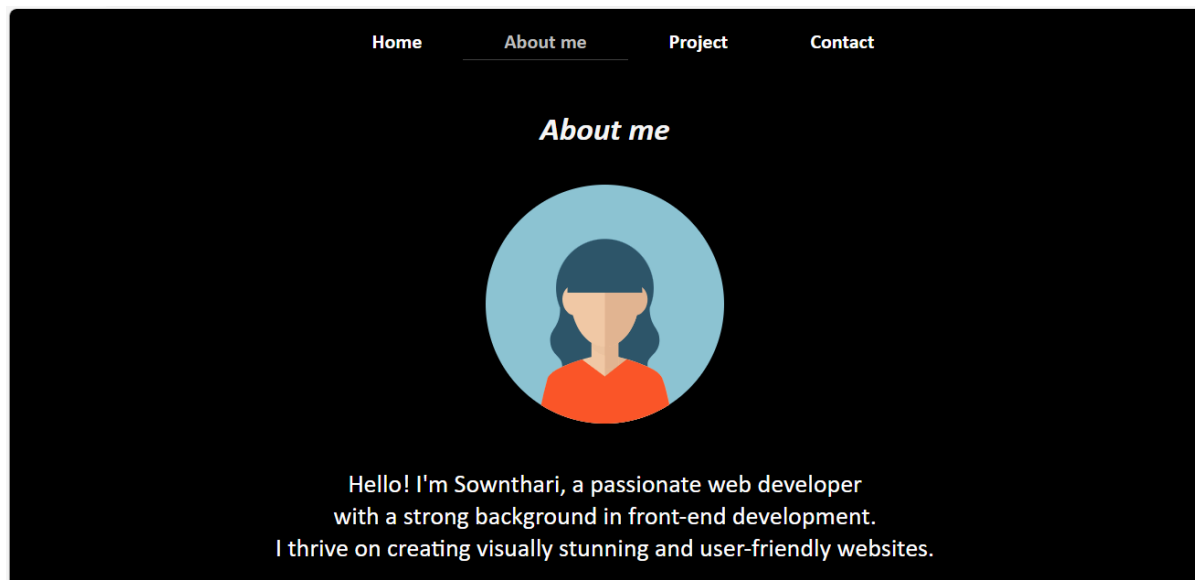 Home About me Project Contact
About me
Hello! I'm Sownthari, a passionate web developer
with a strong background in front-end development.
I thrive on creating visually stunning and user-friendly websites.